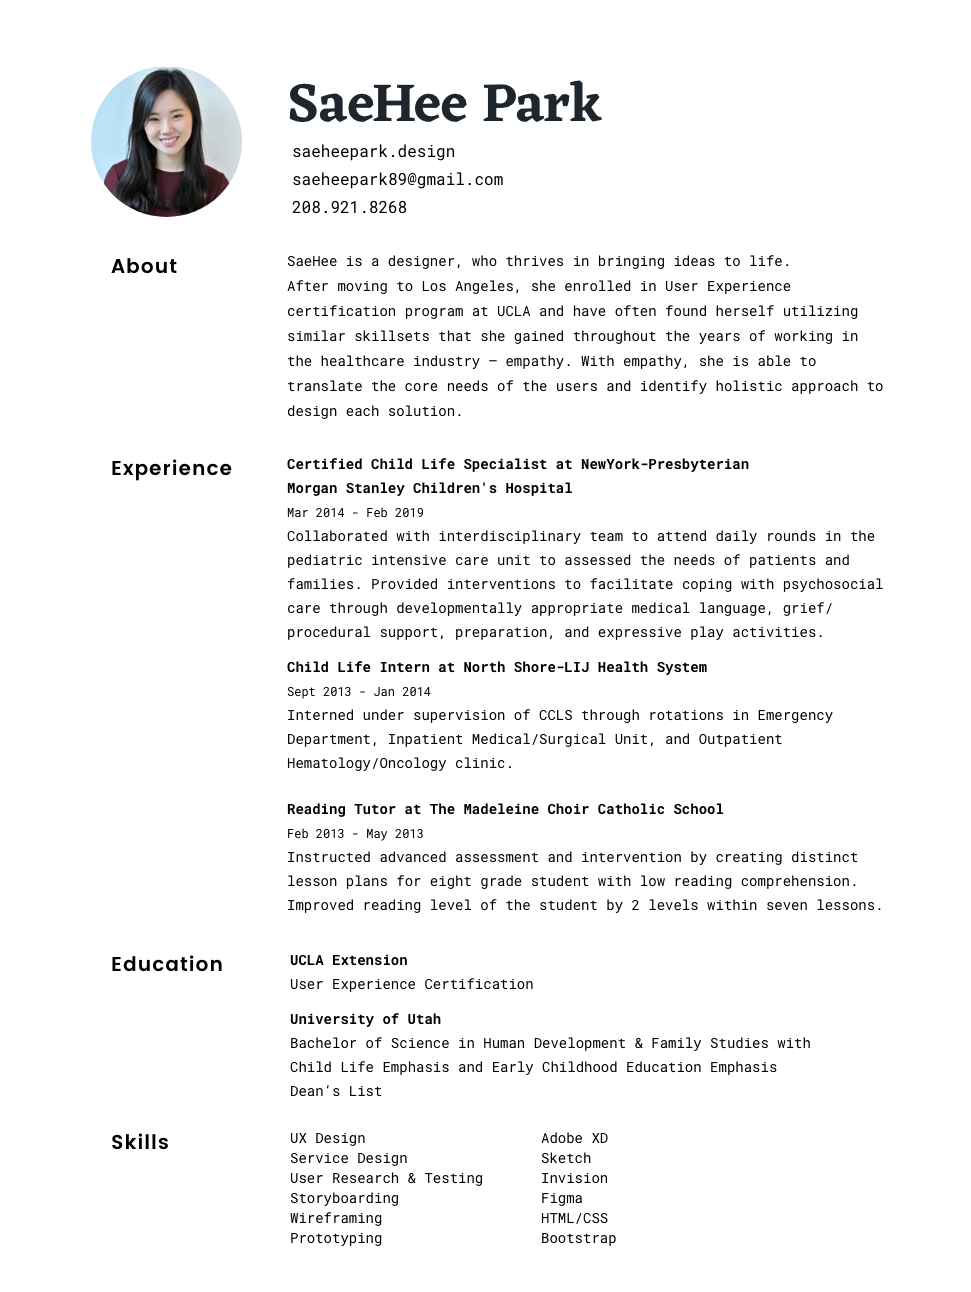 SaeHee Park
saeheepark.design
saeheepark89@gmail.com
208.921.8268
About
SaeHee is a designer, who thrives in bringing ideas to life.
After moving to Los Angeles, she enrolled in User Experience
certification program at UCLA and have often found herself utilizing
similar skillsets that she gained throughout the years of working in
the healthcare industry — empathy. With empathy, she is able to
translate the core needs of the users and identify holistic approach to
design each solution.
Experience
Certified Child Life Specialist at NewYork-Presbyterian
Morgan Stanley Children's Hospital
Mar 2014 - Feb 2019
Collaborated with interdisciplinary team to attend daily rounds in the
pediatric intensive care unit to assessed the needs of patients and
families. Provided interventions to facilitate coping with psychosocial
care through developmentally appropriate medical language, grief/
procedural support, preparation, and expressive play activities.
Child Life Intern at North Shore-LIJ Health System
Sept 2013 - Jan 2014
Interned under supervision of CCLS through rotations in Emergency
Department, Inpatient Medical/Surgical Unit, and Outpatient
Hematology/Oncology clinic.
Reading Tutor at The Madeleine Choir Catholic School
Feb 2013 - May 2013
Instructed advanced assessment and intervention by creating distinct
lesson plans for eight grade student with low reading comprehension.
Improved reading level of the student by 2 levels within seven lessons.
Education
UCLA Extension
User Experience Certification
University of Utah
Bachelor of Science in Human Development & Family Studies with
Child Life Emphasis and Early Childhood Education Emphasis
Dean’s List
Skills
UX Design
Service Design
User Research & Testing
Storyboarding
Wireframing
Prototyping
Adobe XD
Sketch
Invision
Figma
HTML/CSS
Bootstrap